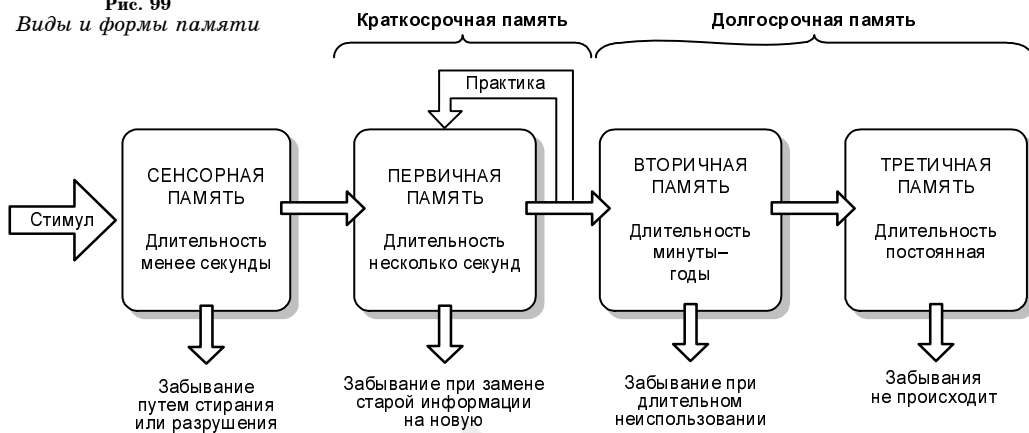 Рис. 99
Виды и формы памяти
Краткосрочная память
Долгосрочная память
Практика
Стимул
СЕНСОРНАЯ
ПАМЯТЬ
Длительность
менее секунды
ПЕРВИЧНАЯ
ПАМЯТЬ
Длительность
несколько секунд
ВТОРИЧНАЯ
ПАМЯТЬ
Длительность
минуты–
годы
ТРЕТИЧНАЯ
ПАМЯТЬ
Длительность
постоянная
Забывание
путем стирания
или разрушения
Забывание при замене
старой информации
на новую
Забывание при
длительном
неиспользовании
Забывания
не происходит